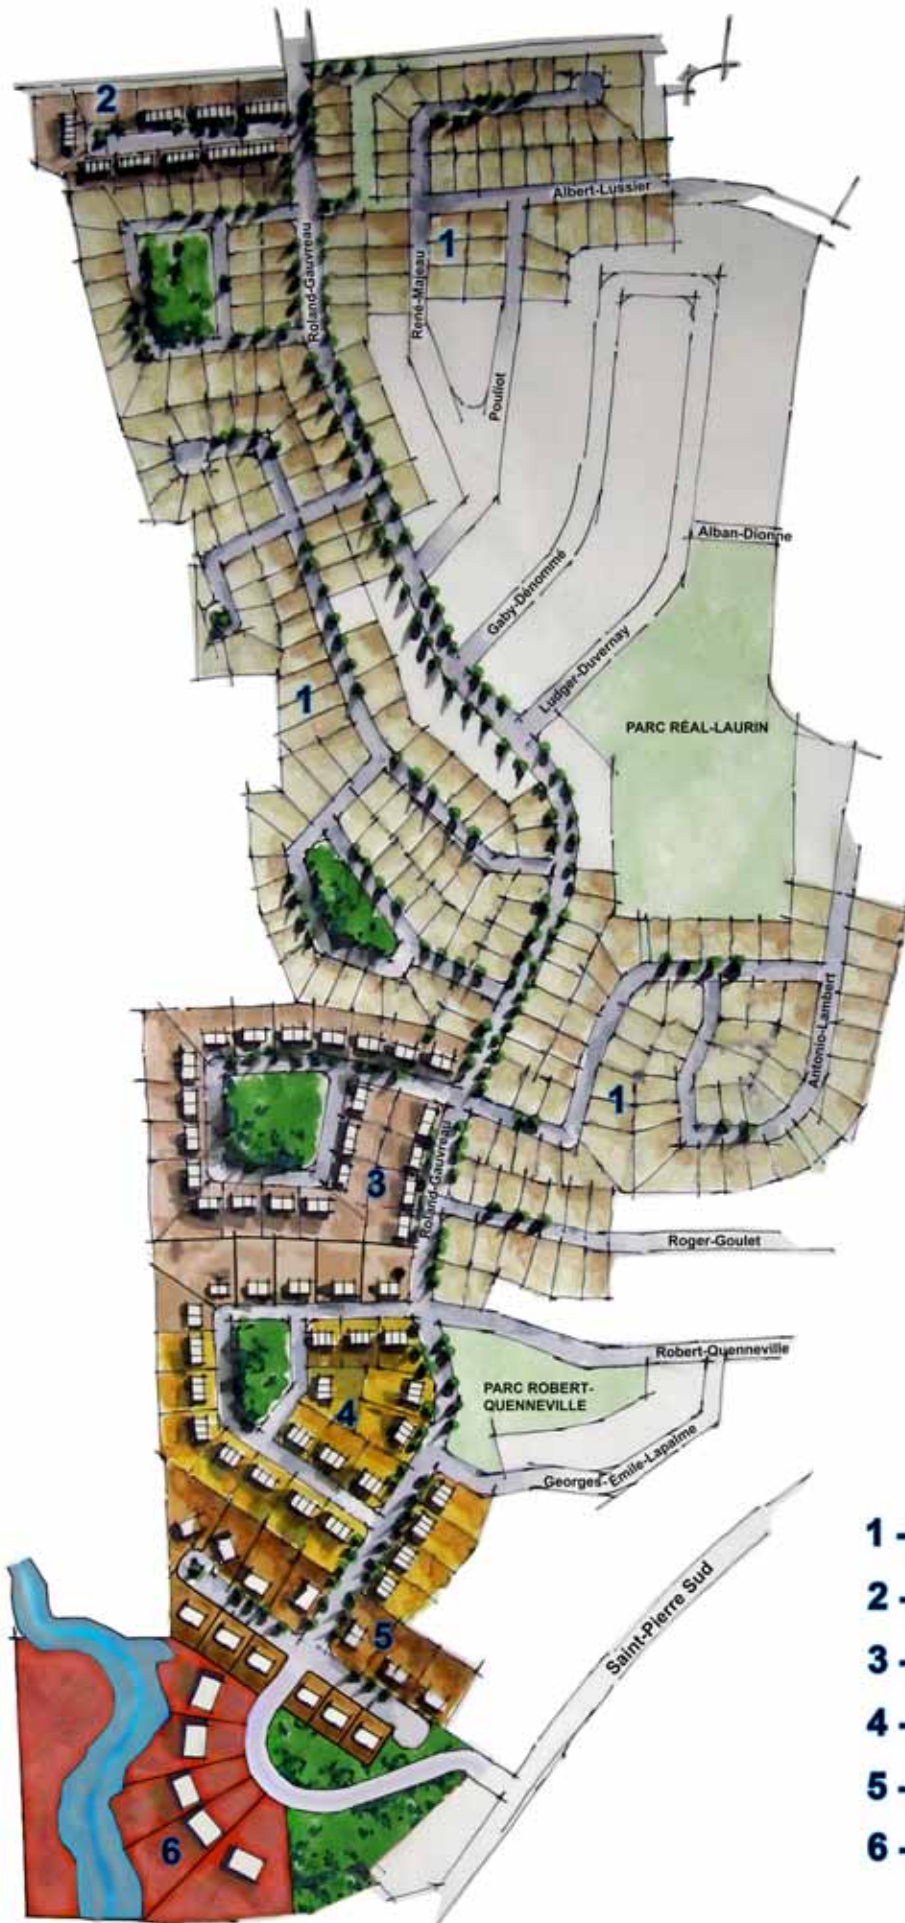 2
Albert-Lussier
1
Roland-Gauvreau
René-Majeau
Pouliot
Alban-Dionne
Gaby-Dénommé
Ludger-Duvernay
1
PARC RÉAL-LAURIN
Antonio-Lambert
1
3
Roland-Gauvreau
Roger-Goulet
Robert-Quenneville
PARC ROBERT-
QUENNEVILLE
4
Georges-Émile-Lapalme
Saint-Pierre Sud
5
6
1 -
2 -
3 -
4 -
5 -
6 -